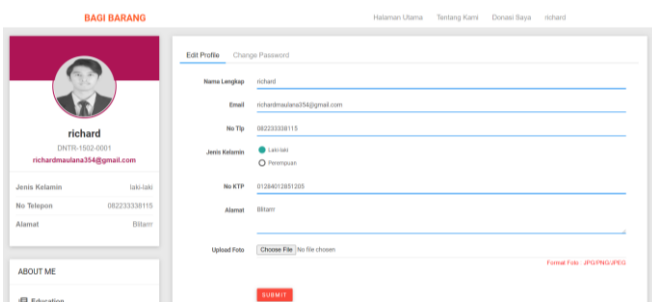 BAGI BARANG
Halaman Utama Tentang Kami Donasi Saya richard
richard
DNTR-1502-0001
richardmaulana354@gmail.com
Jenis Kelamin laki-laki
No Telepon 082233338115
Alamat Blitarrr
ABOUT ME
Education
Edit Profile Change Password
Nama Lengkap richard
Email richardmaulana354@gmail.com
No Tlp 082233338115
Jenis Kelamin Laki-laki
Perempuan
No KTP 01284012851205
Alamat Blitarrr
Upload Foto Choose File No file chosen
Format Foto : JPG/PNG/JPEG
SUBMIT